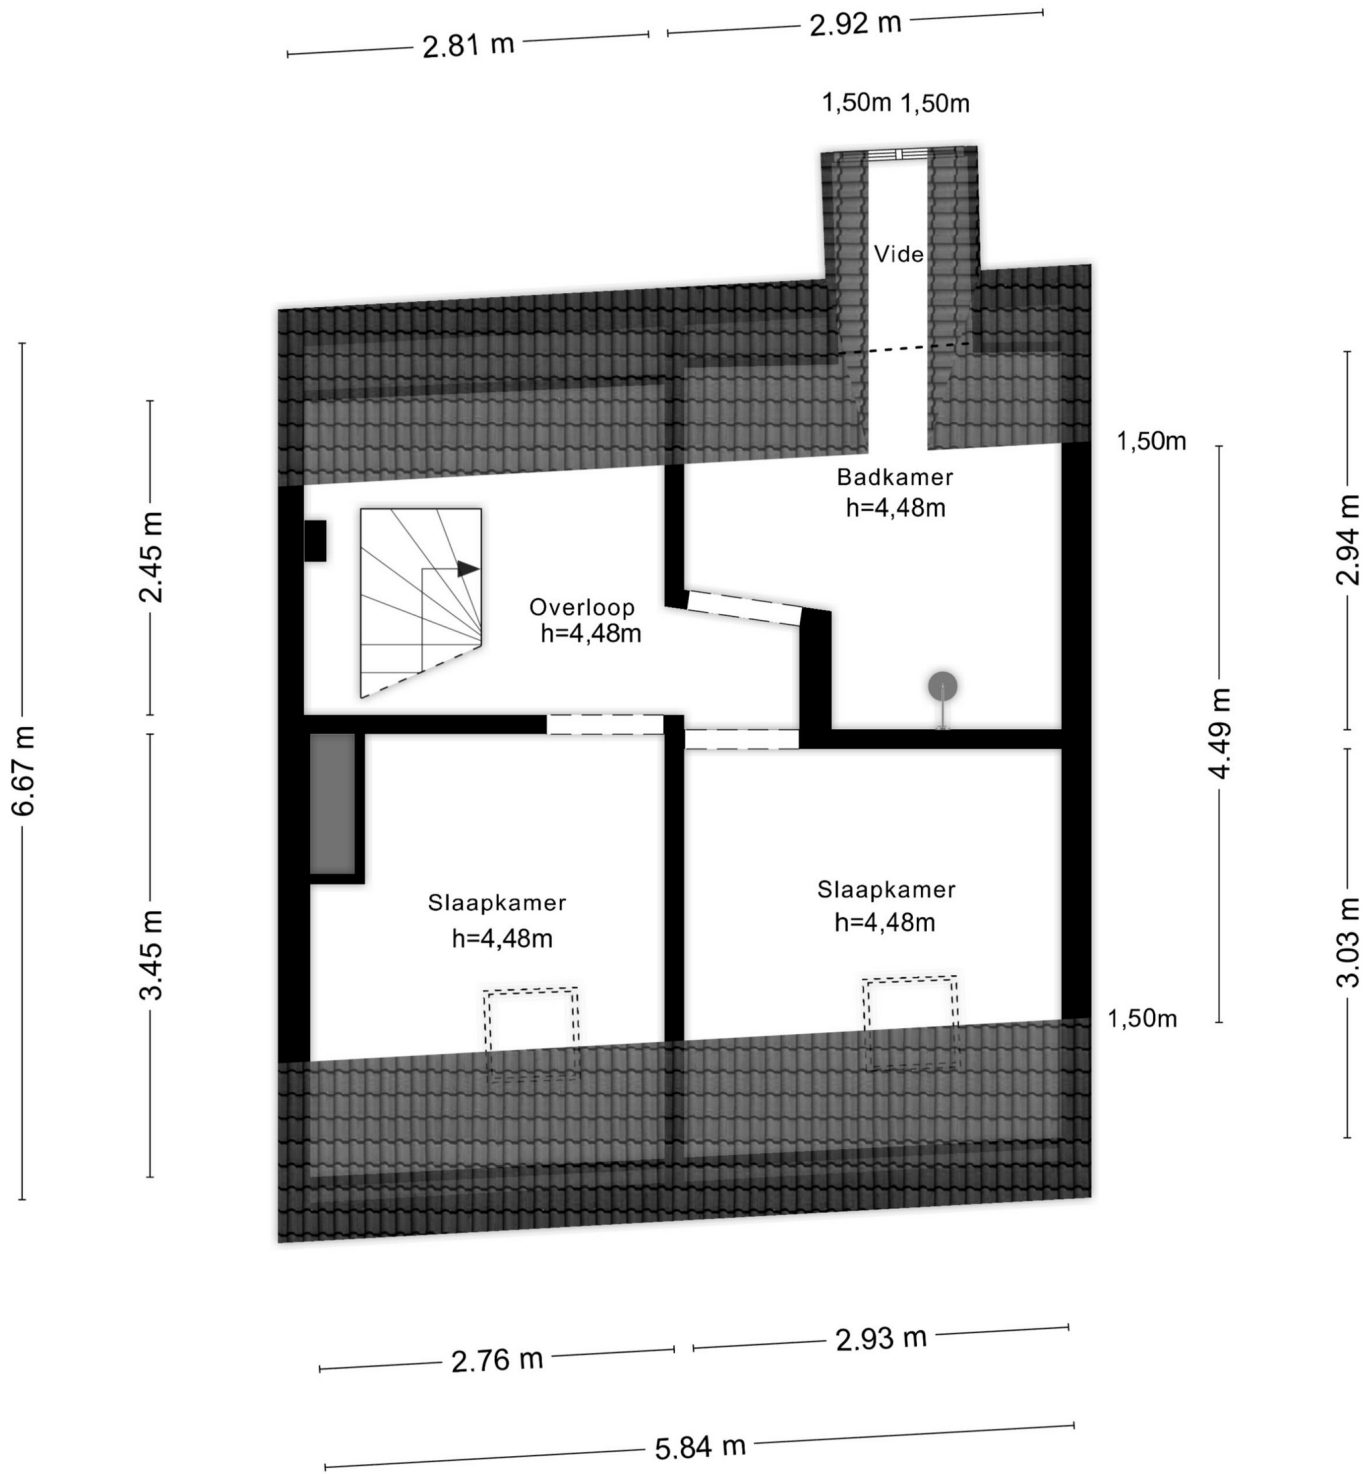 2.81 m
2.92 m
1,50m 1,50m
Vide
1,50m
Badkamer
h=4,48m
2.45 m
2.94 m
Overloop
h=4,48m
6.67 m
4.49 m
Slaapkamer
h=4,48m
Slaapkamer
h=4,48m
3.45 m
3.03 m
1,50m
2.76 m
2.93 m
5.84 m